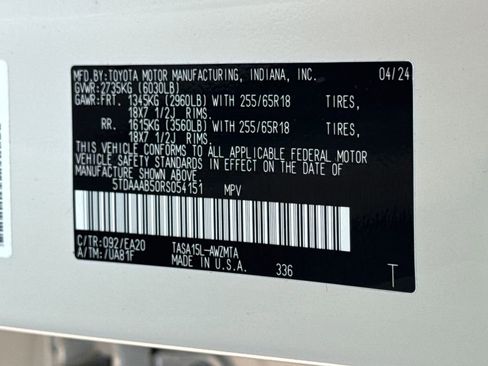 MFD.BY:TOYOTA MOTOR MANUFACTURING, INDIANA, INC. 04/24
GVWR:2735KG (6030LB)
GAWR:FRT. 1345KG (2960LB) WITH 255/65R18 TIRES,
18X7 1/2J RIMS.
RR. 1615KG (3560LB) WITH 255/65R18 TIRES,
18X7 1/2J RIMS.
THIS VEHICLE CONFORMS TO ALL APPLICABLE FEDERAL MOTOR
VEHICLE SAFETY STANDARDS IN EFFECT ON THE DATE OF
MANUFACTURE SHOWN ABOVE.
5TDAAAB50RS054151 MPV
C/TR:092/EA20 TASA15L-AWZMTA
A/TM:/UA81F MADE IN U.S.A. 336 T